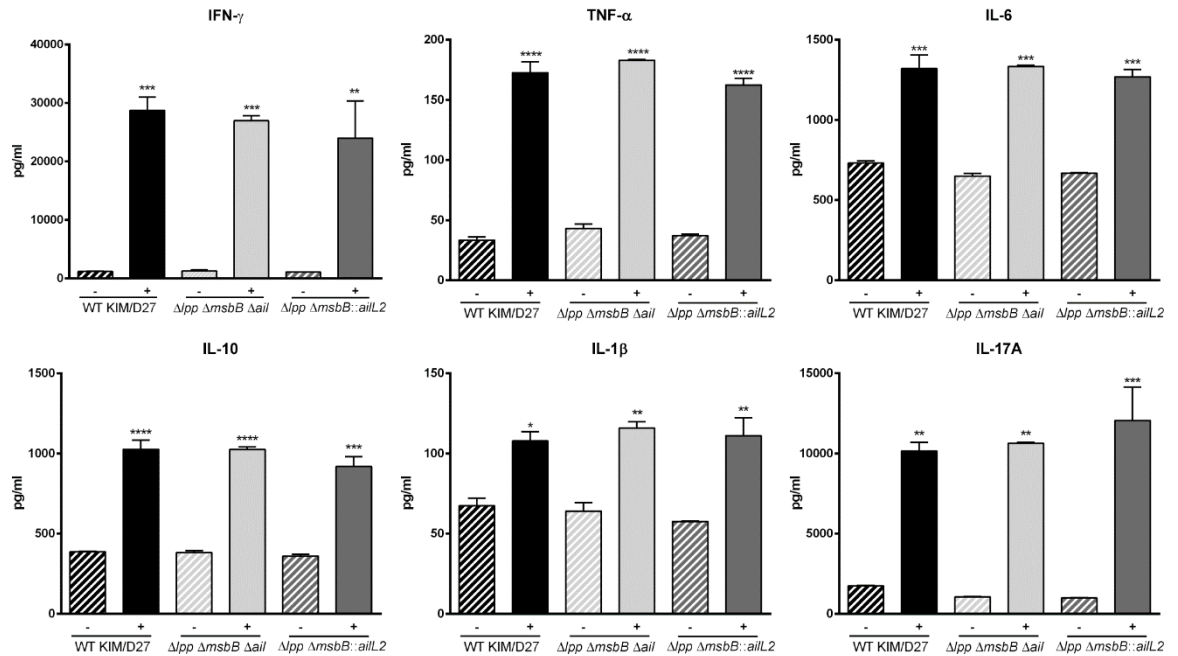 IFN-γ
40000
30000
20000
10000
0
pg/ml
***
***
**
- + - + - +
WT KIM/D27 Δlpp ΔmsbB Δail Δlpp ΔmsbB::ailL2
TNF-α
200
150
100
50
0
pg/ml
****
****
****
- + - + - +
WT KIM/D27 Δlpp ΔmsbB Δail Δlpp ΔmsbB::ailL2
IL-6
1500
1000
500
0
pg/ml
***
***
***
- + - + - +
WT KIM/D27 Δlpp ΔmsbB Δail Δlpp ΔmsbB::ailL2
IL-10
1500
1000
500
0
pg/ml
****
****
***
- + - + - +
WT KIM/D27 Δlpp ΔmsbB Δail Δlpp ΔmsbB::ailL2
IL-1β
150
100
50
0
pg/ml
*
**
**
- + - + - +
WT KIM/D27 Δlpp ΔmsbB Δail Δlpp ΔmsbB::ailL2
IL-17A
15000
10000
5000
0
pg/ml
**
**
***
- + - + - +
WT KIM/D27 Δlpp ΔmsbB Δail Δlpp ΔmsbB::ailL2